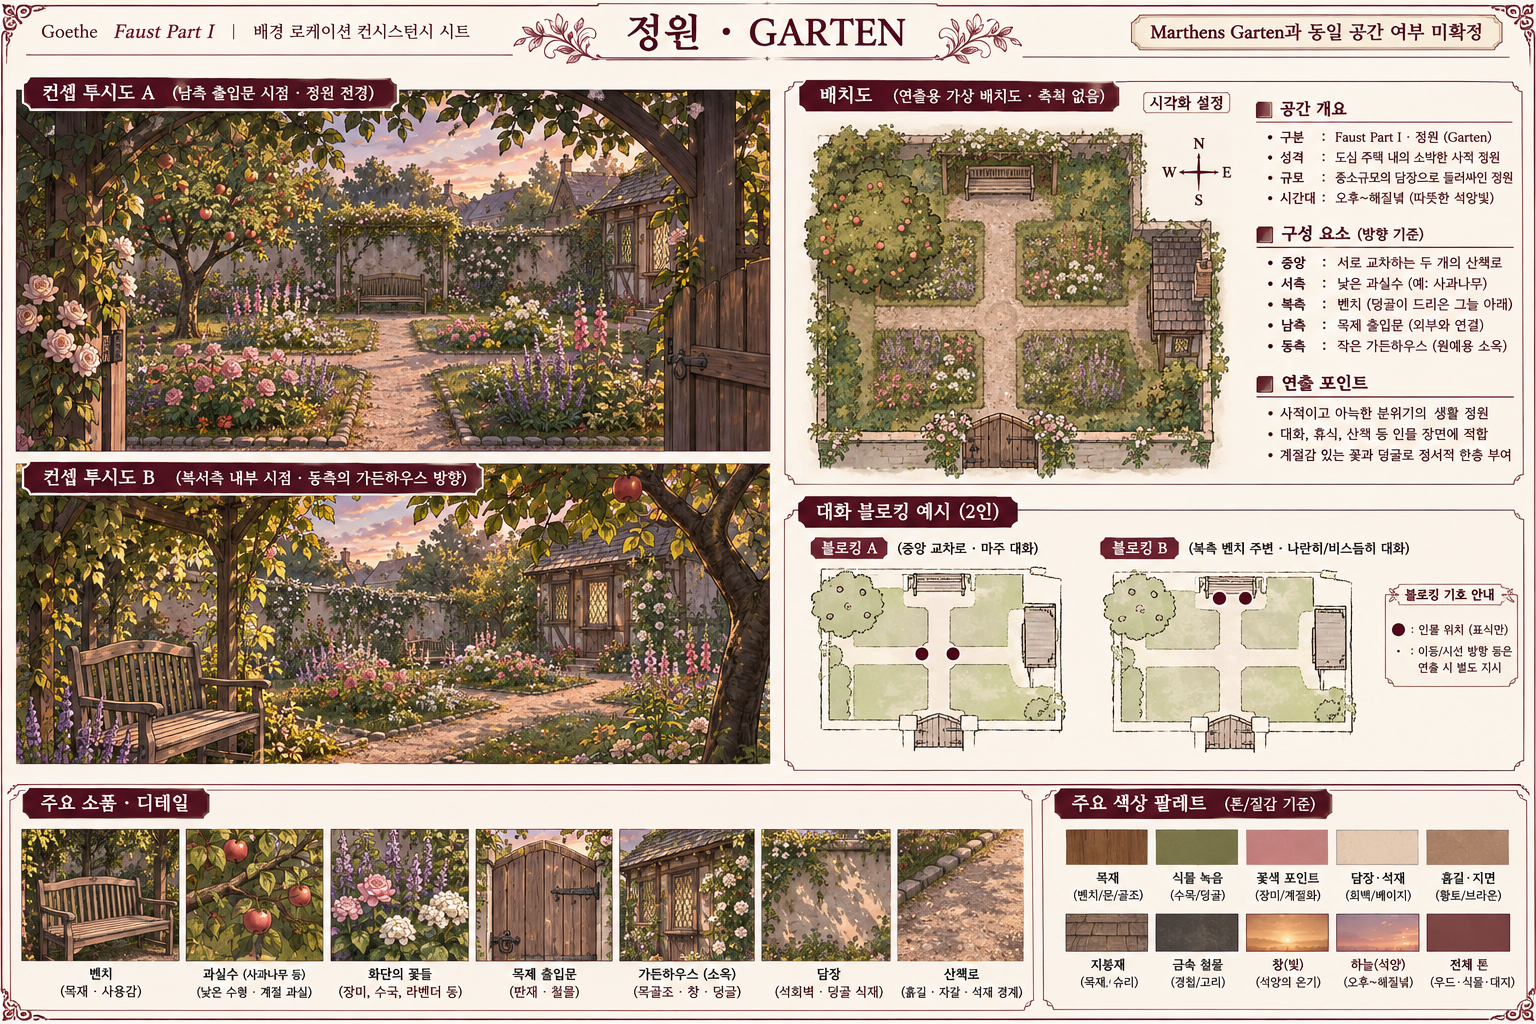 Goethe Faust Part I | 배경 로케이션 컨시스턴시 시트
정원 · GARTEN
Marthens Garten과 동일 공간 여부 미확정
컨셉 투시도 A (남측 출입문 시점 · 정원 전경)
컨셉 투시도 B (북서측 내부 시점 · 동측의 가든하우스 방향)
배치도 (연출용 가상 배치도 · 축척 없음)
시각화 설정
N
W E
S
공간 개요
• 구분 : Faust Part I · 정원 (Garten)
• 성격 : 도심 주택 내의 소박한 사적 정원
• 규모 : 중소규모의 담장으로 둘러싸인 정원
• 시간대 : 오후~해질녘 (따뜻한 석양빛)
구성 요소 (방향 기준)
• 중앙 : 서로 교차하는 두 개의 산책로
• 서측 : 낮은 과실수 (예: 사과나무)
• 북측 : 벤치 (덩굴이 드리운 그늘 아래)
• 남측 : 목제 출입문 (외부와 연결)
• 동측 : 작은 가든하우스 (원예용 소옥)
연출 포인트
• 사적이고 아늑한 분위기의 생활 정원
• 대화, 휴식, 산책 등 인물 장면에 적합
• 계절감 있는 꽃과 덩굴로 정서적 한층 부여
대화 블로킹 예시 (2인)
블로킹 A (중앙 교차로 · 마주 대화)
블로킹 B (북측 벤치 주변 · 나란히/비스듬히 대화)
블로킹 기호 안내
: 인물 위치 (표식만)
· : 이동/시선 방향 등은
연출 시 별도 지시
주요 소품 · 디테일
벤치
(목재 · 사용감)
과실수 (사과나무 등)
(낮은 수형 · 계절 과실)
화단의 꽃들
(장미, 수국, 라벤더 등)
목제 출입문
(판재 · 철물)
가든하우스 (소옥)
(목골조 · 창 · 덩굴)
담장
(석회벽 · 덩굴 식재)
산책로
(흙길 · 자갈 · 석재 경계)
주요 색상 팔레트 (톤/질감 기준)
목재
(벤치/문/골조)
식물 녹음
(수목/덩굴)
꽃색 포인트
(장미/계절화)
담장·석재
(회백/베이지)
흙길·지면
(황토/브라운)
지붕재
(목재/슈리)
금속 철물
(경첩/고리)
창(빛)
(석양의 온기)
하늘(석양)
(오후~해질녘)
전체 톤
(우드·식물·대지)